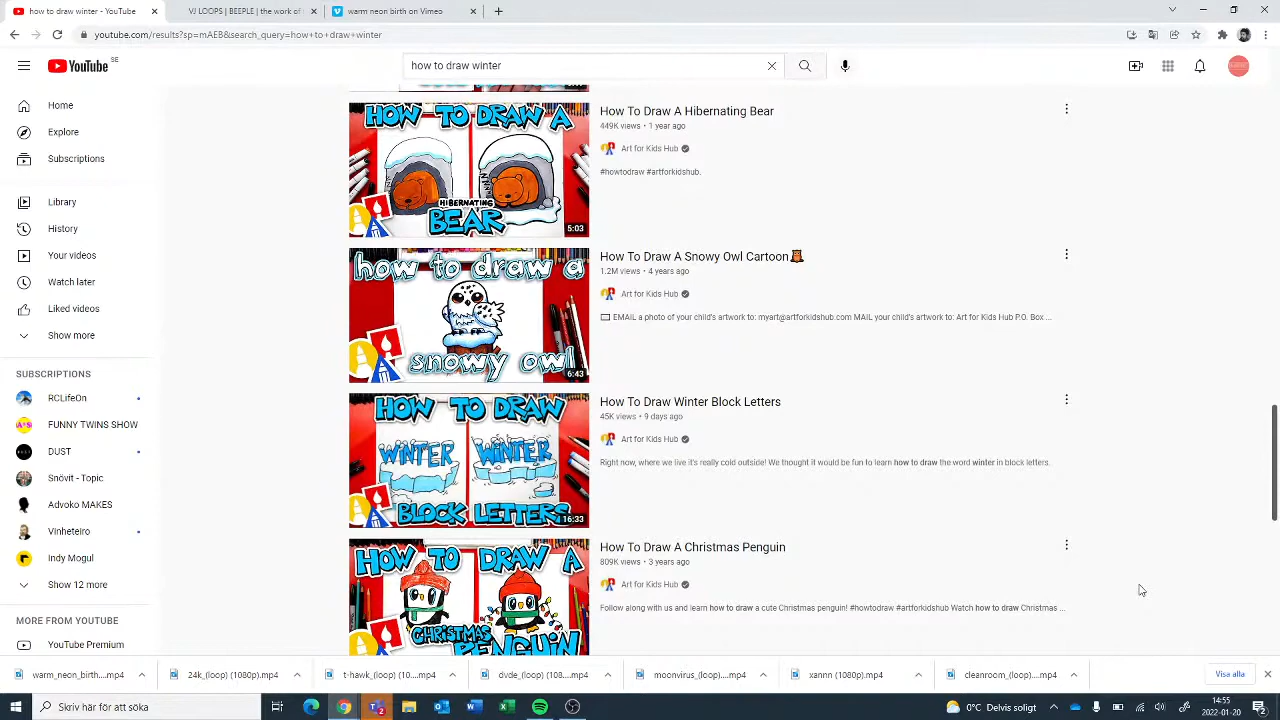 how to draw winter - YouTube
VJ LOOPS | BEEPLE | the work of
warm neon birth on Vimeo
youtube.com/results?sp=mAEB&search_query=how+to+draw+winter
YouTube SE
how to draw winter
Home
Explore
Subscriptions
Library
History
Your videos
Watch later
Liked videos
Show more
SUBSCRIPTIONS
RCLifeOn
FUNNY TWINS SHOW
DUST
Snövit - Topic
Advoko MAKES
Vinheteiro
Indy Mogul
Show 12 more
MORE FROM YOUTUBE
YouTube Premium
HOW TO DRAW A
HIBERNATING
BEAR
5:03
How To Draw A Hibernating Bear
449K views • 1 year ago
Art for Kids Hub
#howtodraw #artforkidshub.
how to draw a
snowy owl
6:43
How To Draw A Snowy Owl Cartoon
1.2M views • 4 years ago
Art for Kids Hub
EMAIL a photo of your child's artwork to: myart@artforkidshub.com MAIL your child's artwork to: Art for Kids Hub P.O. Box ...
HOW TO DRAW
WINTER WINTER
BLOCK LETTERS
16:33
How To Draw Winter Block Letters
45K views • 9 days ago
Art for Kids Hub
Right now, where we live it's really cold outside! We thought it would be fun to learn how to draw the word winter in block letters.
HOW TO DRAW A
CHRISTMAS
PENGUIN
How To Draw A Christmas Penguin
809K views • 3 years ago
Art for Kids Hub
Follow along with us and learn how to draw a cute Christmas penguin! #howtodraw #artforkidshub Watch how to draw Christmas ...
warm_neon_birth....mp4
24k_(loop) (1080p).mp4
t-hawk_(loop) (10....mp4
dvde_(loop) (108....mp4
moonvirus_(loop)....mp4
xannn (1080p).mp4
cleanroom_(loop)....mp4
Visa alla
Skriv här för att söka
2
0°C Delvis soligt
14:55
2022-01-20
2